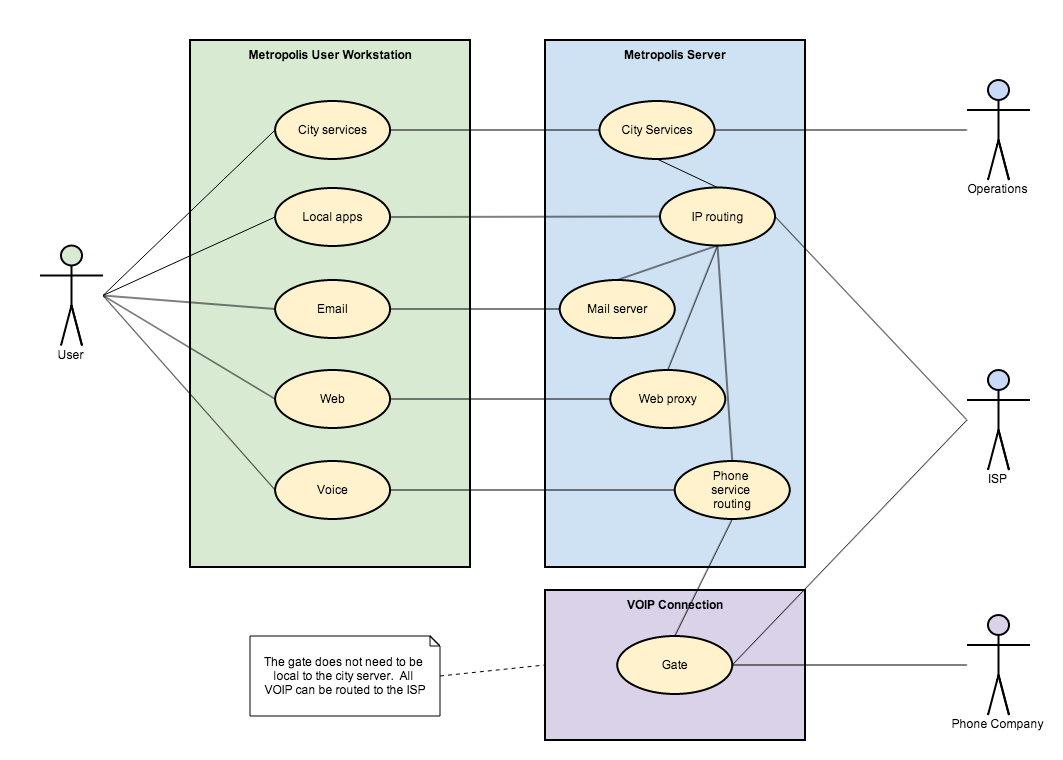 Metropolis User Workstation
Metropolis Server
City services
City Services
Operations
Local apps
IP routing
User
Email
Mail server
Web
Web proxy
ISP
Voice
Phone
service
routing
VOIP Connection
The gate does not need to be
local to the city server.  All
VOIP can be routed to the ISP
Gate
Phone Company